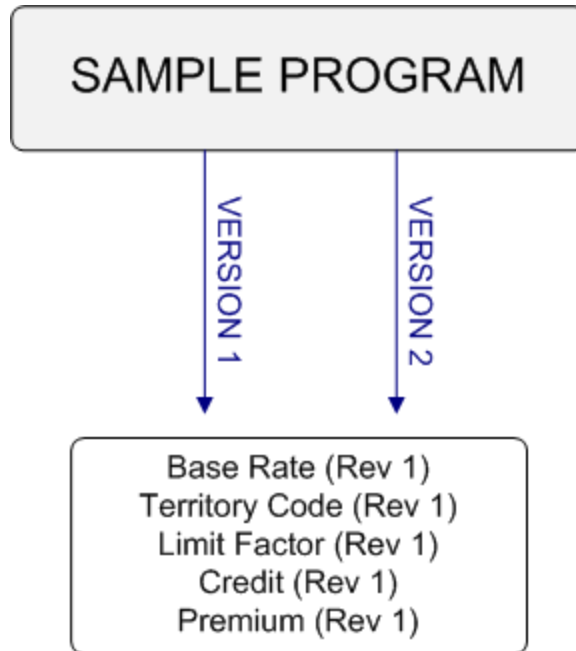 SAMPLE PROGRAM
VERSION 1
VERSION 2
Base Rate (Rev 1)
Territory Code (Rev 1)
Limit Factor (Rev 1)
Credit (Rev 1)
Premium (Rev 1)